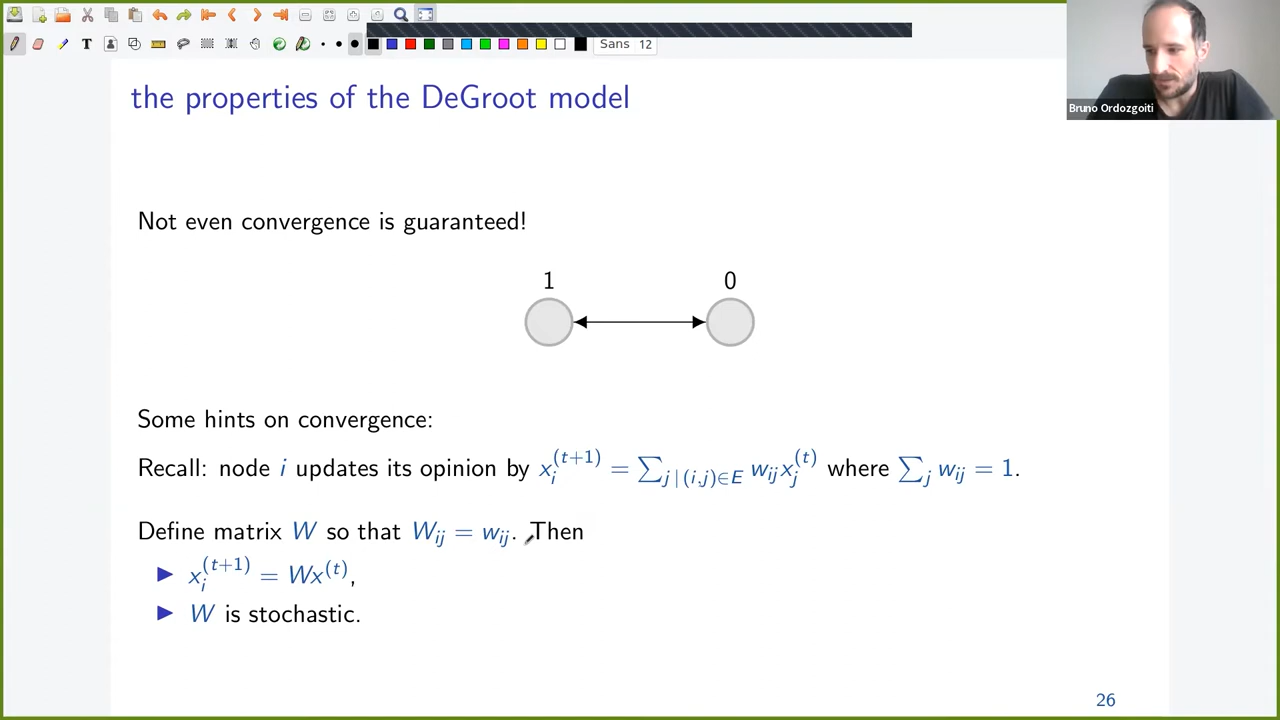 Sans 12
Bruno Ordozgoiti
the properties of the DeGroot model
Not even convergence is guaranteed!
1 0
Some hints on convergence:
Recall: node i updates its opinion by x_i^{(t+1)} = ∑_{j | (i,j)∈E} w_{ij}x_j^{(t)} where ∑_j w_{ij} = 1.
Define matrix W so that W_{ij} = w_{ij}. Then
▶ x_i^{(t+1)} = Wx^{(t)},
▶ W is stochastic.
26